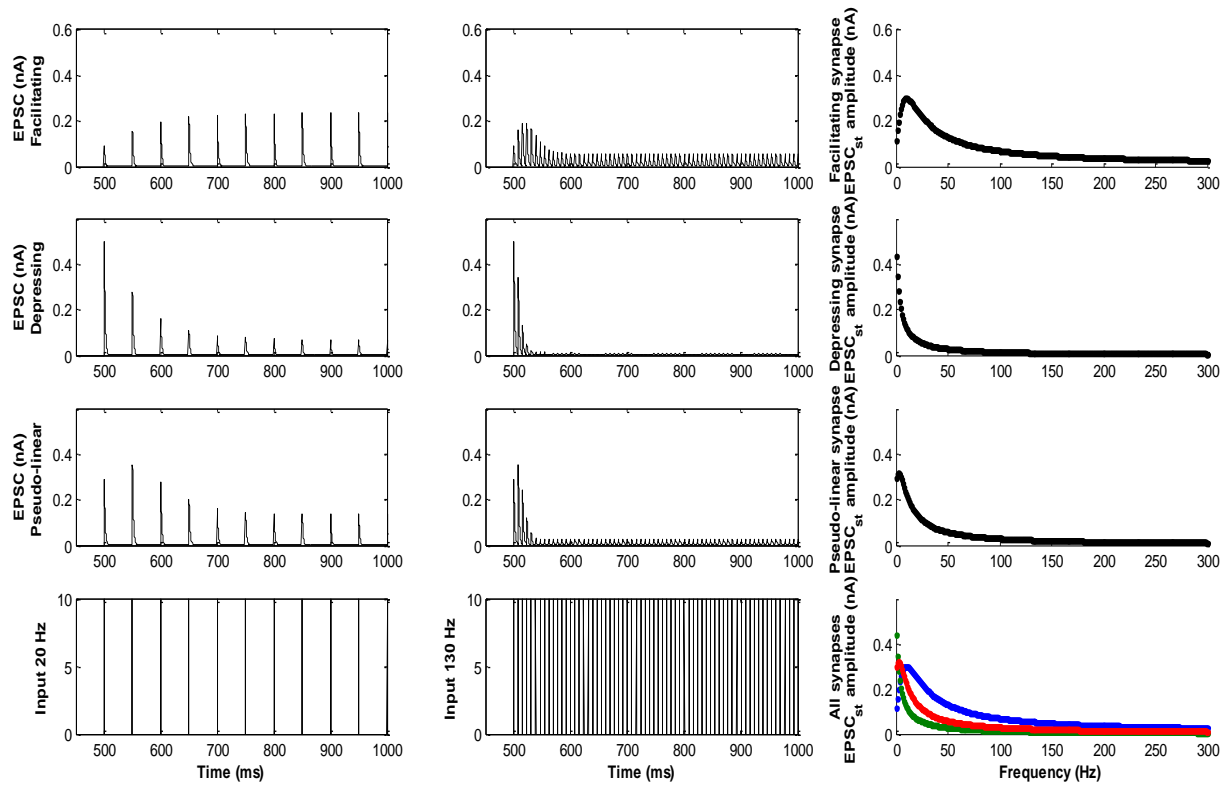 EPSC (nA)
Facilitating
0.6
0.4
0.2
0
500 600 700 800 900 1000
0.6
0.4
0.2
0
500 600 700 800 900 1000
Facilitating synapse
EPSCst amplitude (nA)
0.6
0.4
0.2
0
0 50 100 150 200 250 300
EPSC (nA)
Depressing
0.4
0.2
0
500 600 700 800 900 1000
0.4
0.2
0
500 600 700 800 900 1000
Depressing synapse
EPSCst amplitude (nA)
0.4
0.2
0
0 50 100 150 200 250 300
EPSC (nA)
Pseudo-linear
0.4
0.2
0
500 600 700 800 900 1000
0.4
0.2
0
500 600 700 800 900 1000
Pseudo-linear synapse
EPSCst amplitude (nA)
0.4
0.2
0
0 50 100 150 200 250 300
Input 20 Hz
10
5
0
500 600 700 800 900 1000
Time (ms)
Input 130 Hz
10
5
0
500 600 700 800 900 1000
Time (ms)
All synapses
EPSCst amplitude (nA)
0.4
0.2
0
0 50 100 150 200 250 300
Frequency (Hz)